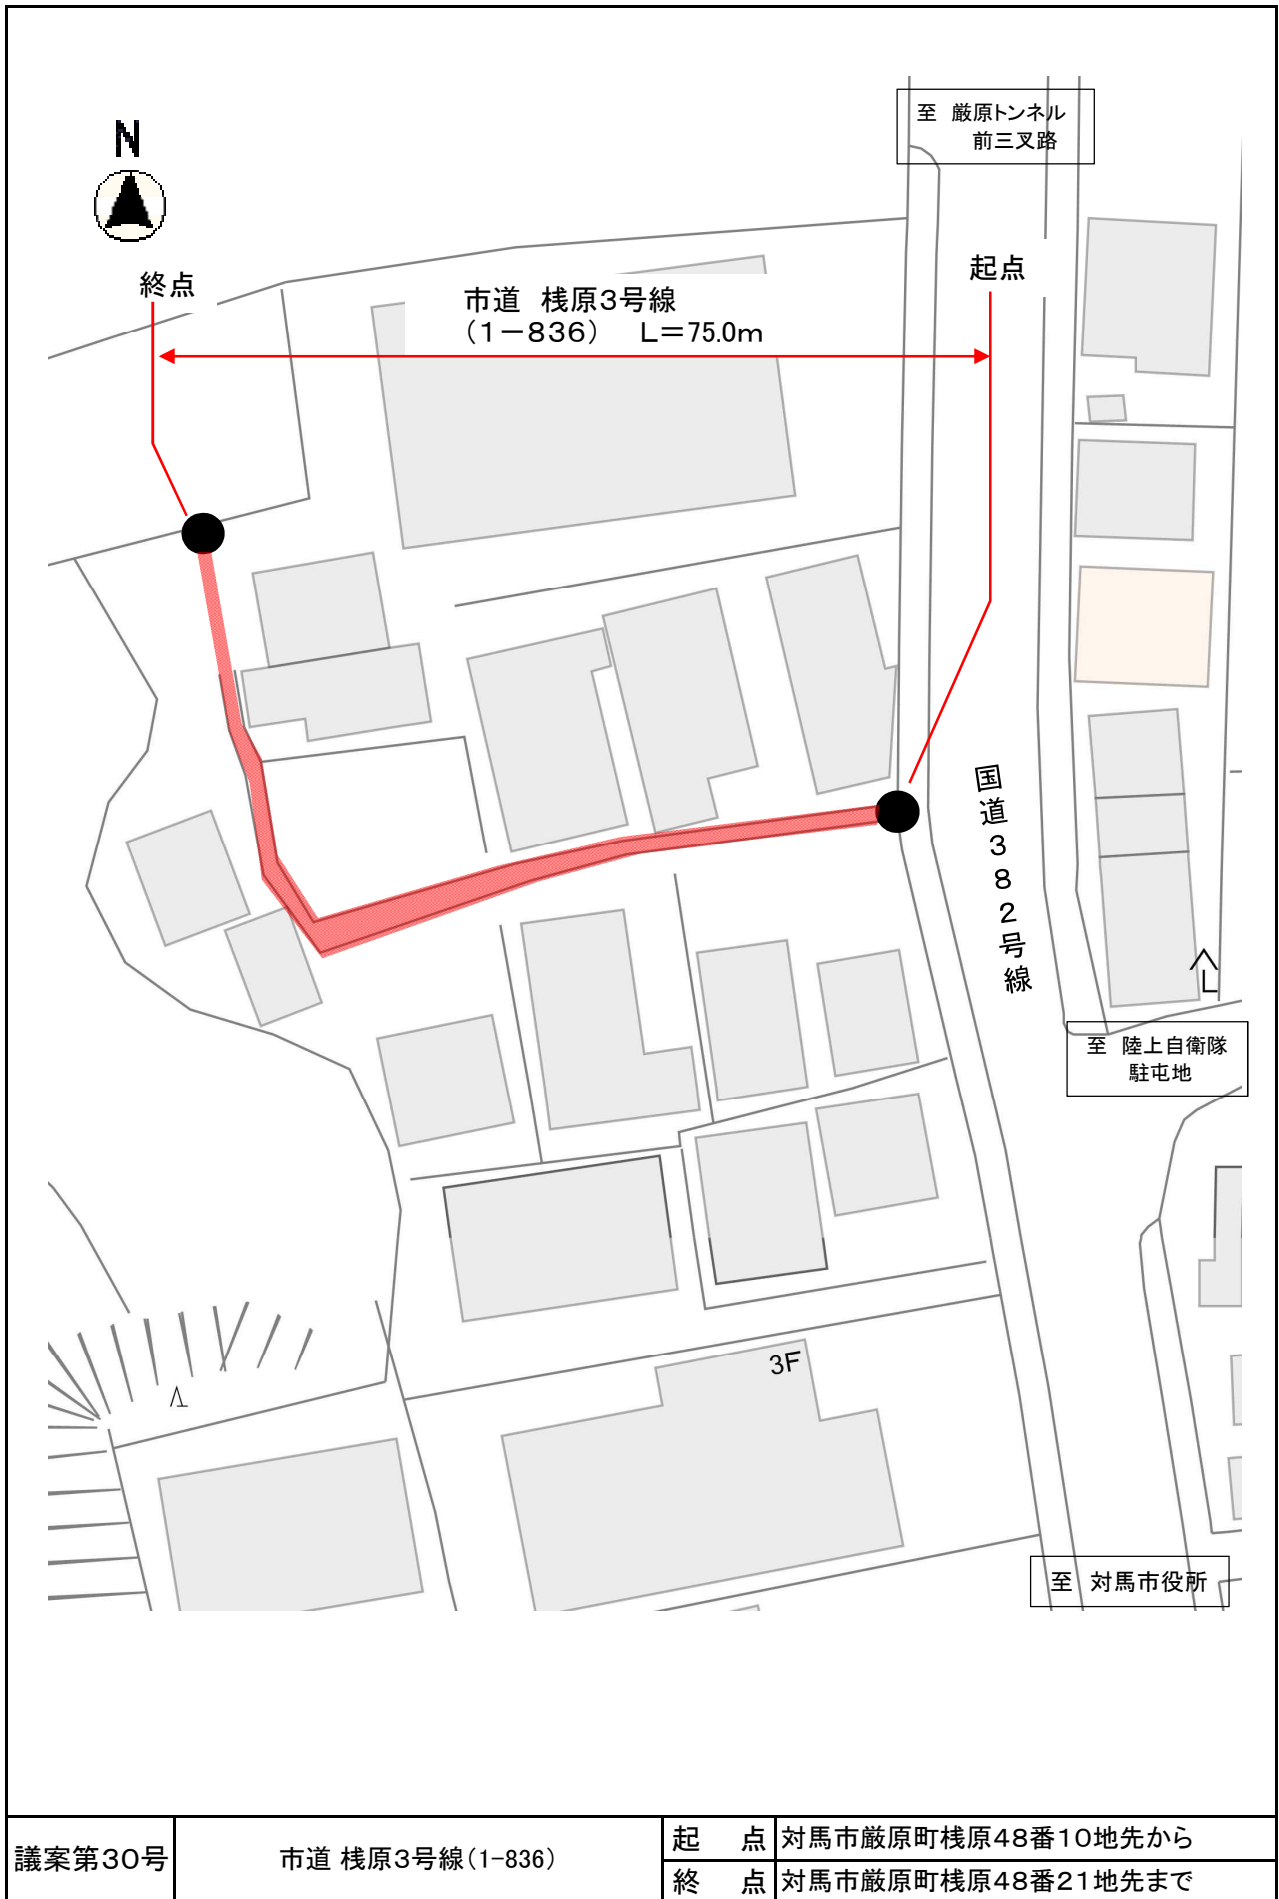 至 厳原トンネル
前三叉路
N
終点
起点
市道 桟原3号線
(1-836) L=75.0m
国道382号線
至 陸上自衛隊
駐屯地
3F
至 対馬市役所
議案第30号
市道 桟原3号線(1-836)
起 点
対馬市厳原町桟原48番10地先から
終 点
対馬市厳原町桟原48番21地先まで